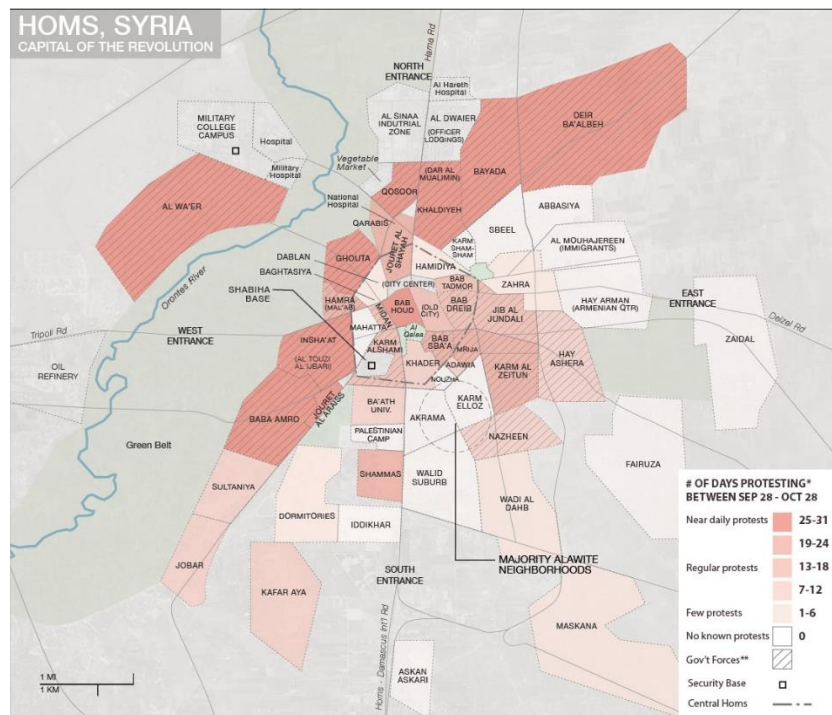 HOMS, SYRIA
CAPITAL OF THE REVOLUTION
Hama Rd
NORTH
ENTRANCE
Al Hareth
Hospital
MILITARY
COLLEGE
CAMPUS
Hospital
AL SINAA
INDUTRIAL
ZONE
AL DWAIER
(OFFICER
LODGINGS)
DEIR
BA'ALBEH
Vegetable
Market
Military
Hospital
(DAR AL
MUALIMIN)
BAYADA
QOSOOR
AL WA'ER
National
Hospital
KHALDIYEH
ABBASIYA
QARABIS
JOURET AL
SHAYAH
KARM
SHAM-
SHAM
SBEEL
AL MOUHAJEREEN
(IMMIGRANTS)
GHOUTA
DABLAN
HAMIDIYA
BAGHTASIYA
(CITY CENTER)
BAB
TADMOR
ZAHRA
Orontes River
SHABIHA
BASE
HAMRA
(MAL'AB)
MIDAN
BAB
HOUD
(OLD
CITY)
BAB
DREIB
JIB AL
JUNDALI
HAY ARMAN
(ARMENIAN QTR)
EAST
ENTRANCE
Deizel Rd
Tripoli Rd
WEST
ENTRANCE
MAHATTA
Al
Qalaa
INSHA'AT
(AL TOUZI
AL IJBARI)
KARM
ALSHAMI
BAB
SBA'A
MRIJA
ZAIDAL
OIL
REFINERY
KHADER
ADAWIA
KARM AL
ZEITUN
HAY
ASHERA
NOUZHA
JOURET
AL ARAISS
BA'ATH
UNIV.
KARM
ELLOZ
BABA AMRO
AKRAMA
PALESTINIAN
CAMP
NAZHEEN
Green Belt
FAIRUZA
SULTANIYA
SHAMMAS
WALID
SUBURB
WADI AL
DAHB
DORMITORIES
IDDIKHAR
JOBAR
MAJORITY ALAWITE
NEIGHBORHOODS
SOUTH
ENTRANCE
KAFAR AYA
MASKANA
Homs - Damascus Int'l Rd
ASKAN
ASKARI
1 MI
1 KM
# OF DAYS PROTESTING*
BETWEEN SEP 28 - OCT 28
Near daily protests 25-31
19-24
Regular protests 13-18
7-12
Few protests 1-6
No known protests 0
Gov't Forces**
Security Base
Central Homs